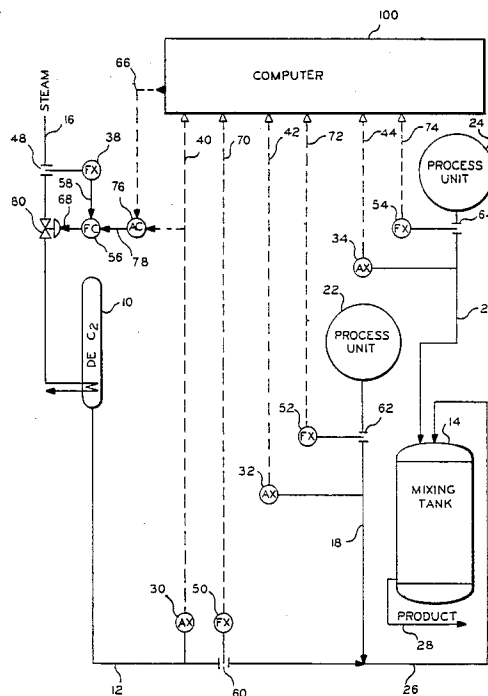 100
66
COMPUTER
STEAM
16
24
48
38
FX
40
70
42
72
44
74
PROCESS
UNIT
58
76
54
FX
64
80
68
FC
AC
56
78
34
AX
10
22
2
DE C2
PROCESS
UNIT
14
52
FX
62
32
AX
MIXING
TANK
18
30
AX
50
FX
PRODUCT
28
12
60
26